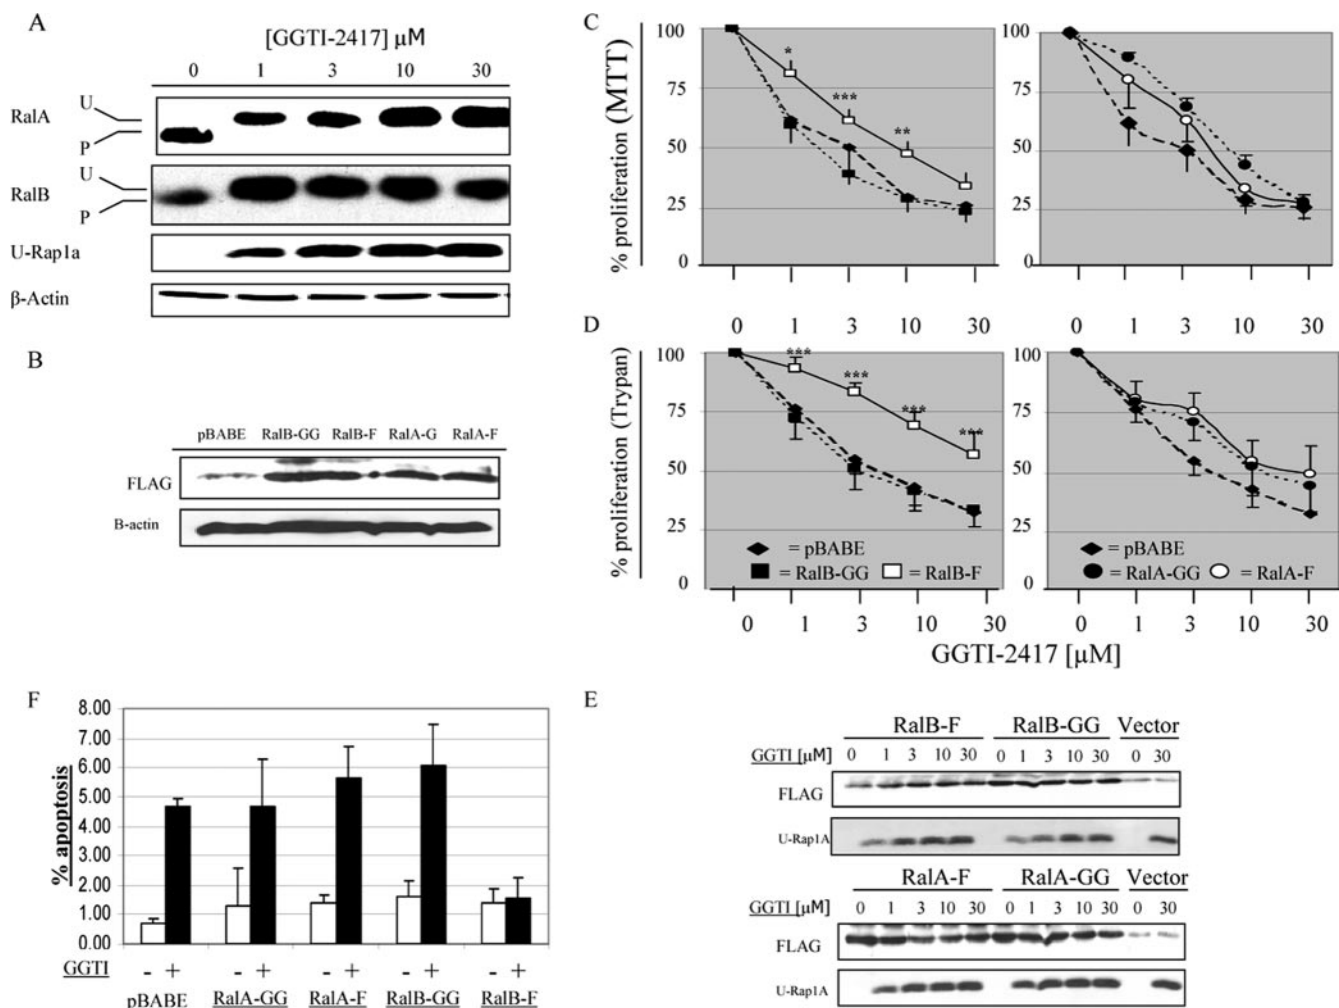 A
[GGTI-2417] μM
0 1 3 10 30
RalA U P
RalB U P
U-Rap1a
β-Actin
B
pBABE RalB-GG RalB-F RalA-G RalA-F
FLAG
B-actin
C
% proliferation (MTT)
100
75
50
25
0
* *** **
100
75
50
25
0
0 1 3 10 30
0 1 3 10 30
D
% proliferation (Trypan)
100
75
50
25
0
*** *** *** ***
= pBABE
= RalB-GG = RalB-F
100
75
50
25
0
= pBABE
= RalA-GG = RalA-F
0 1 3 10 30
0 1 3 10 30
GGTI-2417 [μM]
F
% apoptosis
8.00
7.00
6.00
5.00
4.00
3.00
2.00
1.00
0.00
GGTI - + - + - + - + - +
pBABE RalA-GG RalA-F RalB-GG RalB-F
E
RalB-F RalB-GG Vector
GGTI [μM] 0 1 3 10 30 0 1 3 10 30 0 30
FLAG
U-Rap1A
RalA-F RalA-GG Vector
GGTI [μM] 0 1 3 10 30 0 1 3 10 30 0 30
FLAG
U-Rap1A